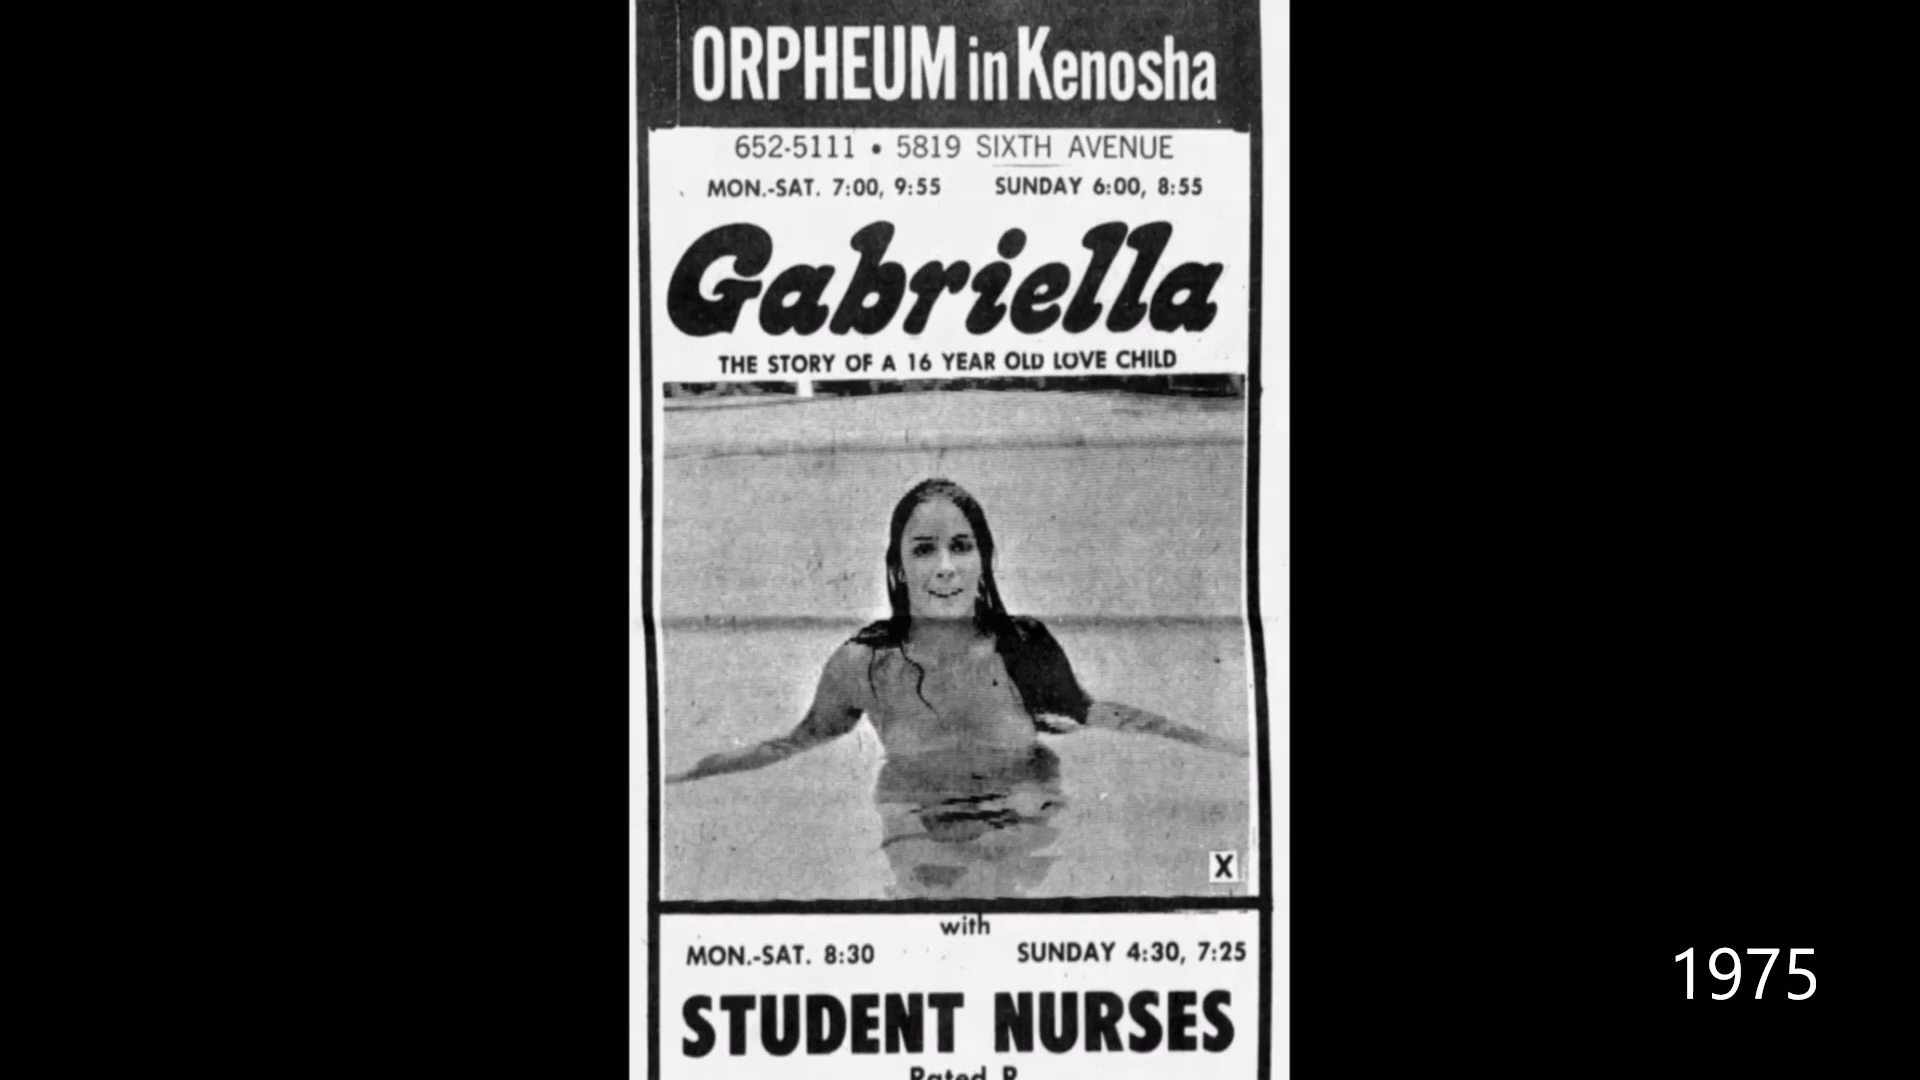 ORPHEUM in Kenosha
652-5111 • 5819 SIXTH AVENUE
MON.-SAT. 7:00, 9:55 SUNDAY 6:00, 8:55
Gabriella
THE STORY OF A 16 YEAR OLD LOVE CHILD
X
with
MON.-SAT. 8:30 SUNDAY 4:30, 7:25
STUDENT NURSES
Rated R
1975